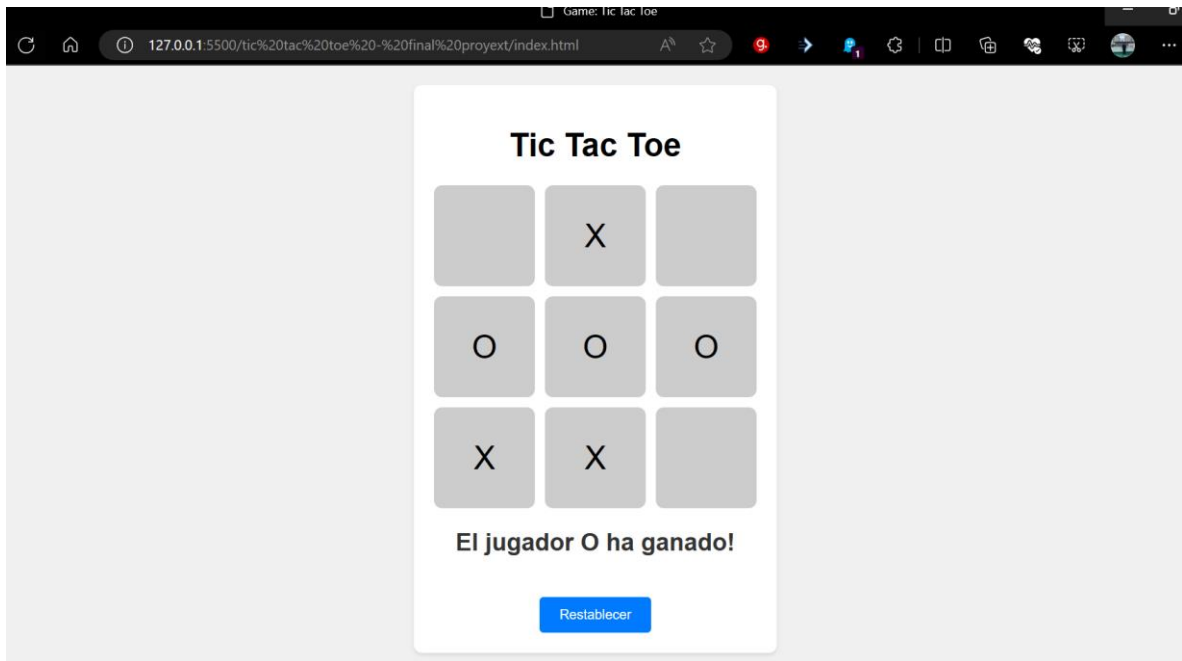 Game: Tic Tac Toe
127.0.0.1:5500/tic%20tac%20toe%20-%20final%20proyext/index.html
A
g.
1
Tic Tac Toe
X
O O O
X X
El jugador O ha ganado!
Restablecer